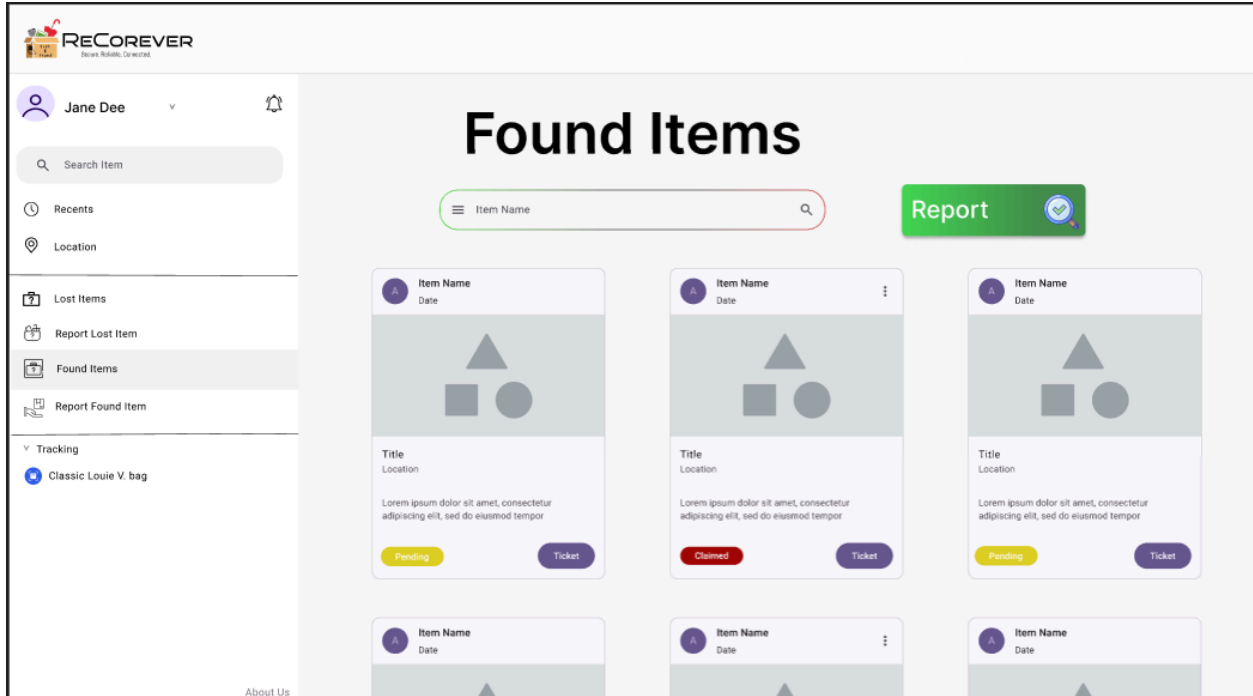 RECOREVER
Secure. Reliable. Connected.
Jane Dee
Search Item
Recents
Location
Lost Items
Report Lost Item
Found Items
Report Found Item
Tracking
Classic Louie V. bag
About Us
Found Items
Item Name
Report
A
Item Name
Date
Title
Location
Lorem ipsum dolor sit amet, consectetur
adipiscing elit, sed do eiusmod tempor
Pending
Ticket
A
Item Name
Date
Title
Location
Lorem ipsum dolor sit amet, consectetur
adipiscing elit, sed do eiusmod tempor
Claimed
Ticket
A
Item Name
Date
Title
Location
Lorem ipsum dolor sit amet, consectetur
adipiscing elit, sed do eiusmod tempor
Pending
Ticket
A
Item Name
Date
A
Item Name
Date
A
Item Name
Date